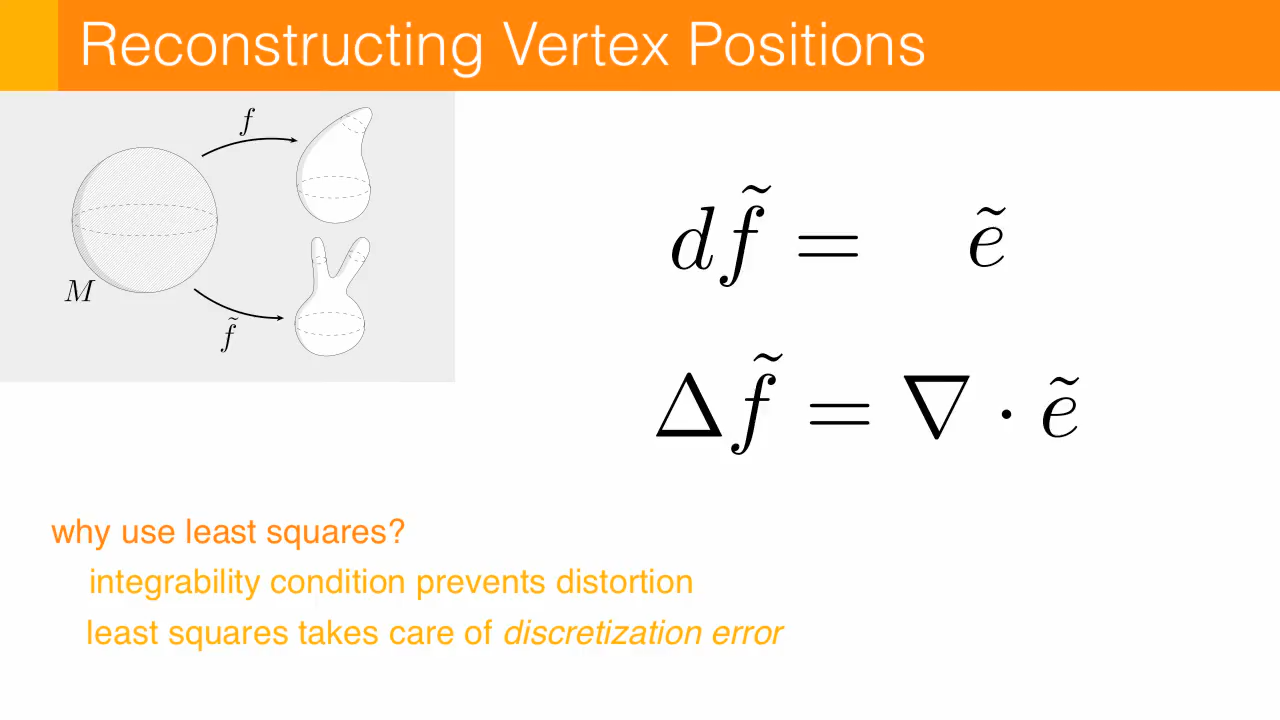 Reconstructing Vertex Positions
f
M
f̃
df̃ = ẽ
Δf̃ = ∇ · ẽ
why use least squares?
integrability condition prevents distortion
least squares takes care of discretization error